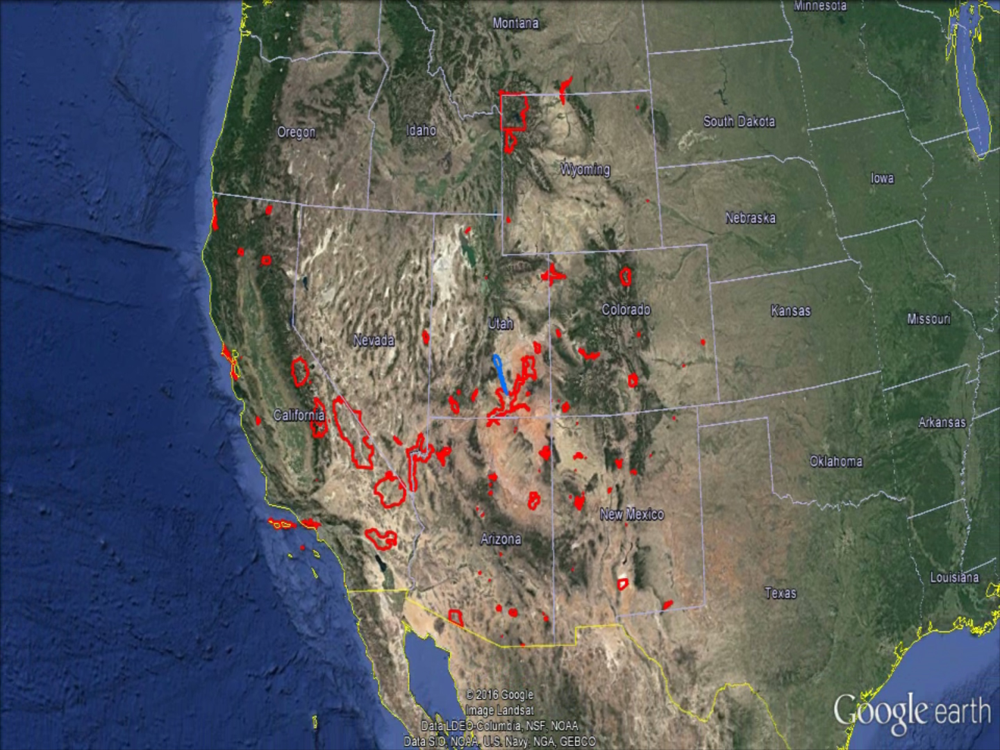 Minnesota
Montana
South Dakota
Oregon
Idaho
Wyoming
Iowa
Nebraska
Colorado
Kansas
Missouri
Utah
Nevada
California
Arkansas
Oklahoma
New Mexico
Arizona
Louisiana
Texas
© 2016 Google
Image Landsat
Data LDEO-Columbia, NSF, NOAA
Data SIO, NOAA, U.S. Navy, NGA, GEBCO
Google earth